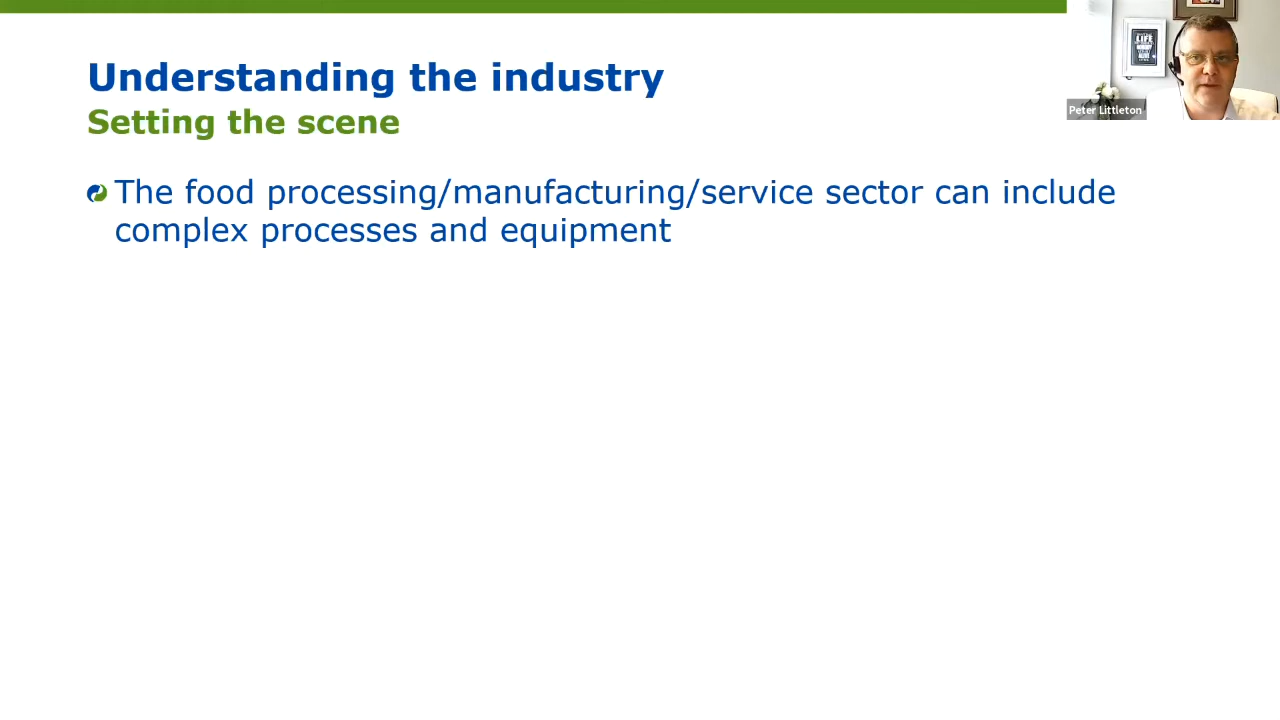 Understanding the industry
Setting the scene
The food processing/manufacturing/service sector can include
complex processes and equipment
LIFE
Peter Littleton